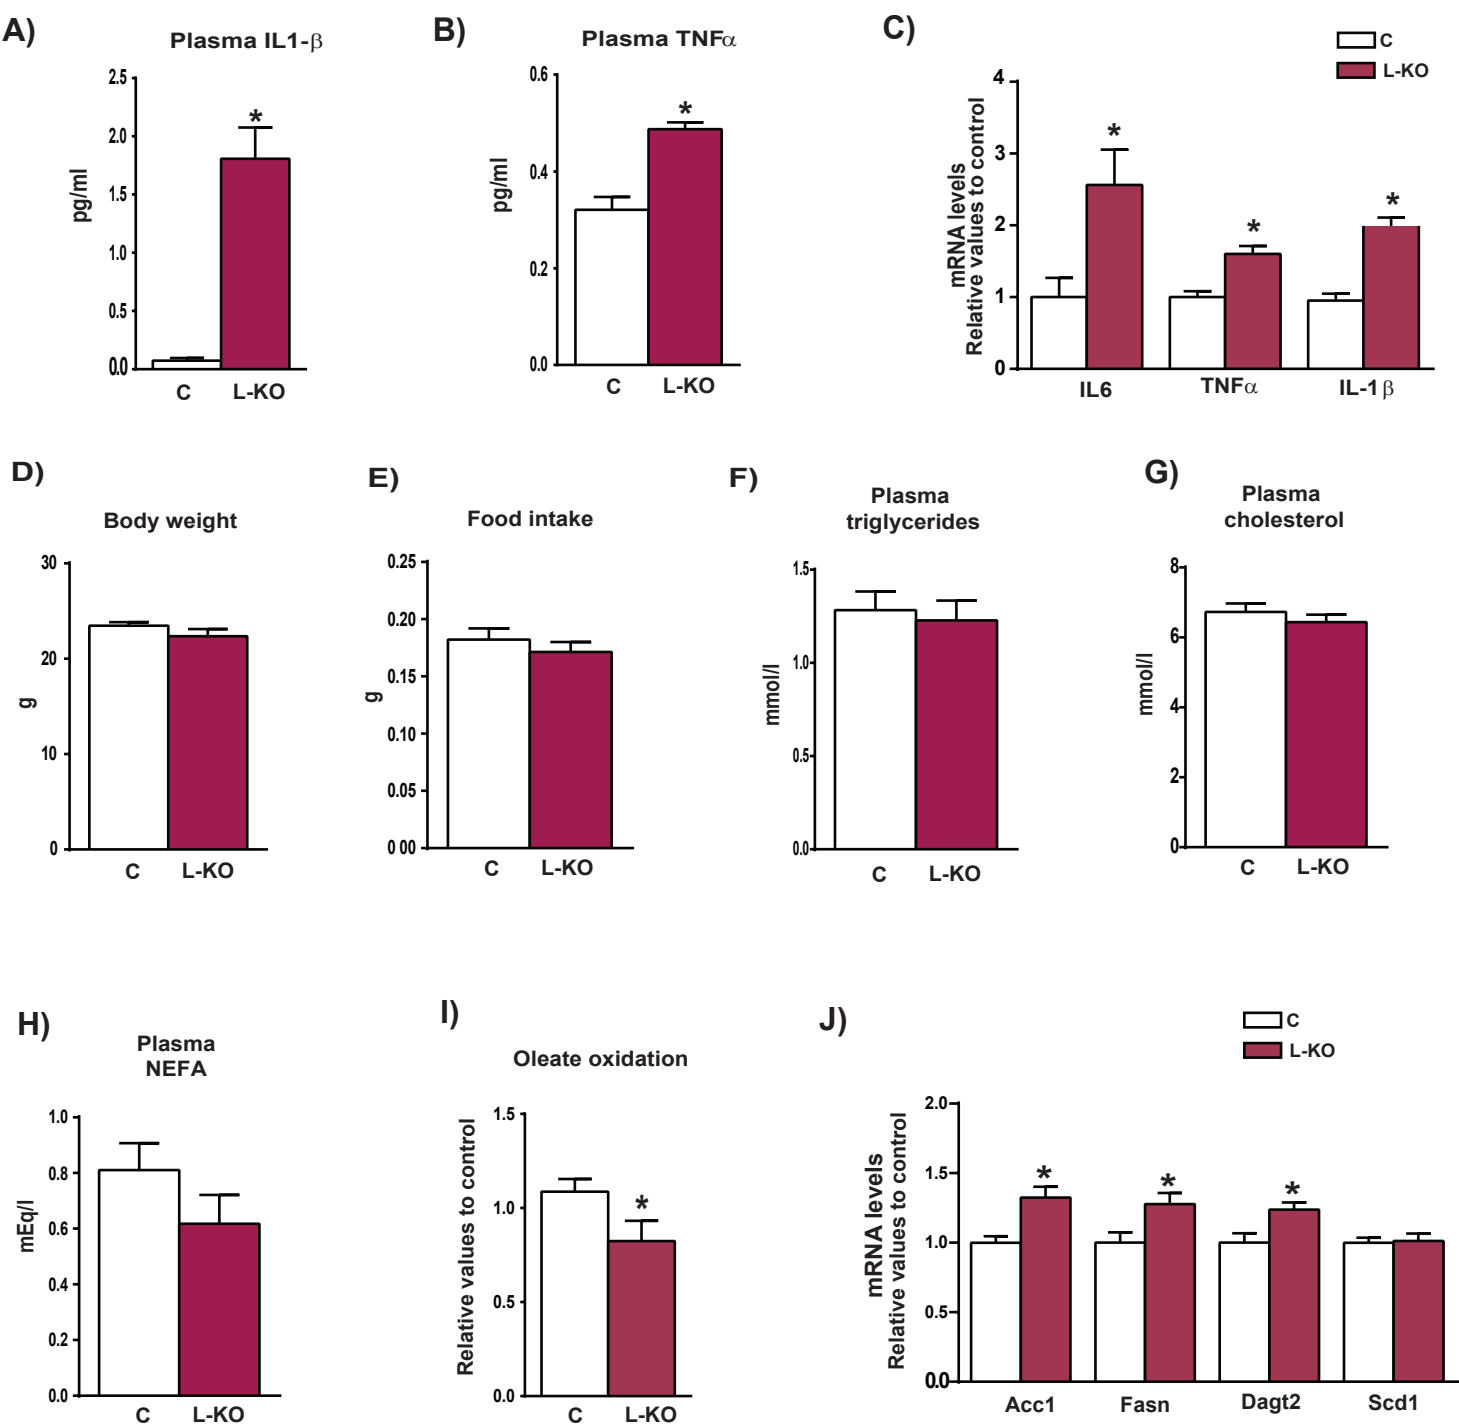 A)
Plasma IL1-β
2.5
2.0
1.5
1.0
0.5
0.0
pg/ml
*
C
L-KO
B)
Plasma TNFα
0.6
0.4
0.2
0.0
pg/ml
*
C
L-KO
C)
C
L-KO
4
3
2
1
0
mRNA levels
Relative values to control
*
*
*
IL6
TNFα
IL-1β
D)
Body weight
30
20
10
0
g
C
L-KO
E)
Food intake
0.25
0.20
0.15
0.10
0.05
0 00
g
C
L-KO
F)
Plasma
triglycerides
1.5
1.0
0.5
0.0
mmol/l
C
L-KO
G)
Plasma
cholesterol
8
6
4
2
0
mmol/l
C
L-KO
H)
Plasma
NEFA
1.0
0.8
0.6
0.4
0.2
0.0
mEq/l
C
L-KO
I)
Oleate oxidation
1.5
1.0
0.5
0.0
Relative values to control
*
C
L-KO
J)
C
L-KO
2.0
1.5
1.0
0.5
0.0
mRNA levels
Relative values to control
*
*
*
Acc1
Fasn
Dagt2
Scd1